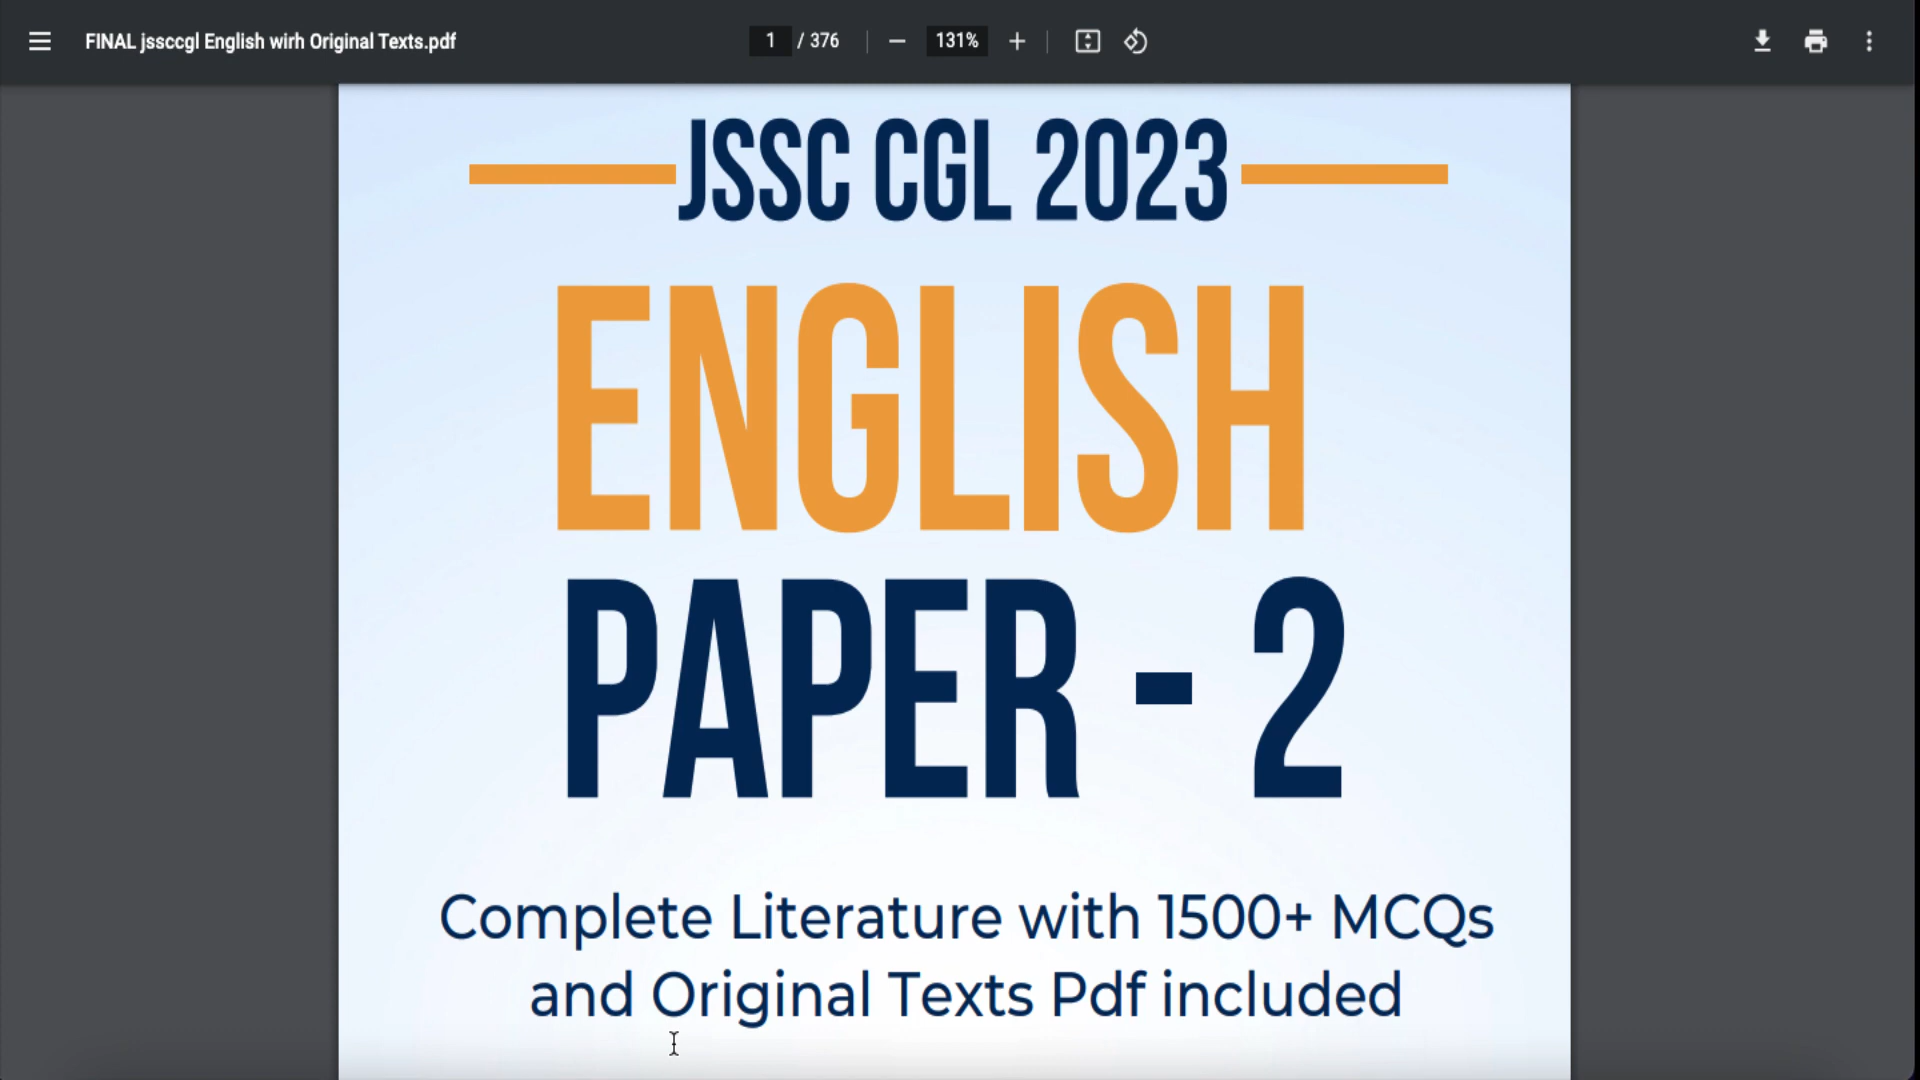 FINAL jssccgl English wirh Original Texts.pdf
1 / 376
131%
JSSC CGL 2023
ENGLISH
PAPER - 2
Complete Literature with 1500+ MCQs
and Original Texts Pdf included